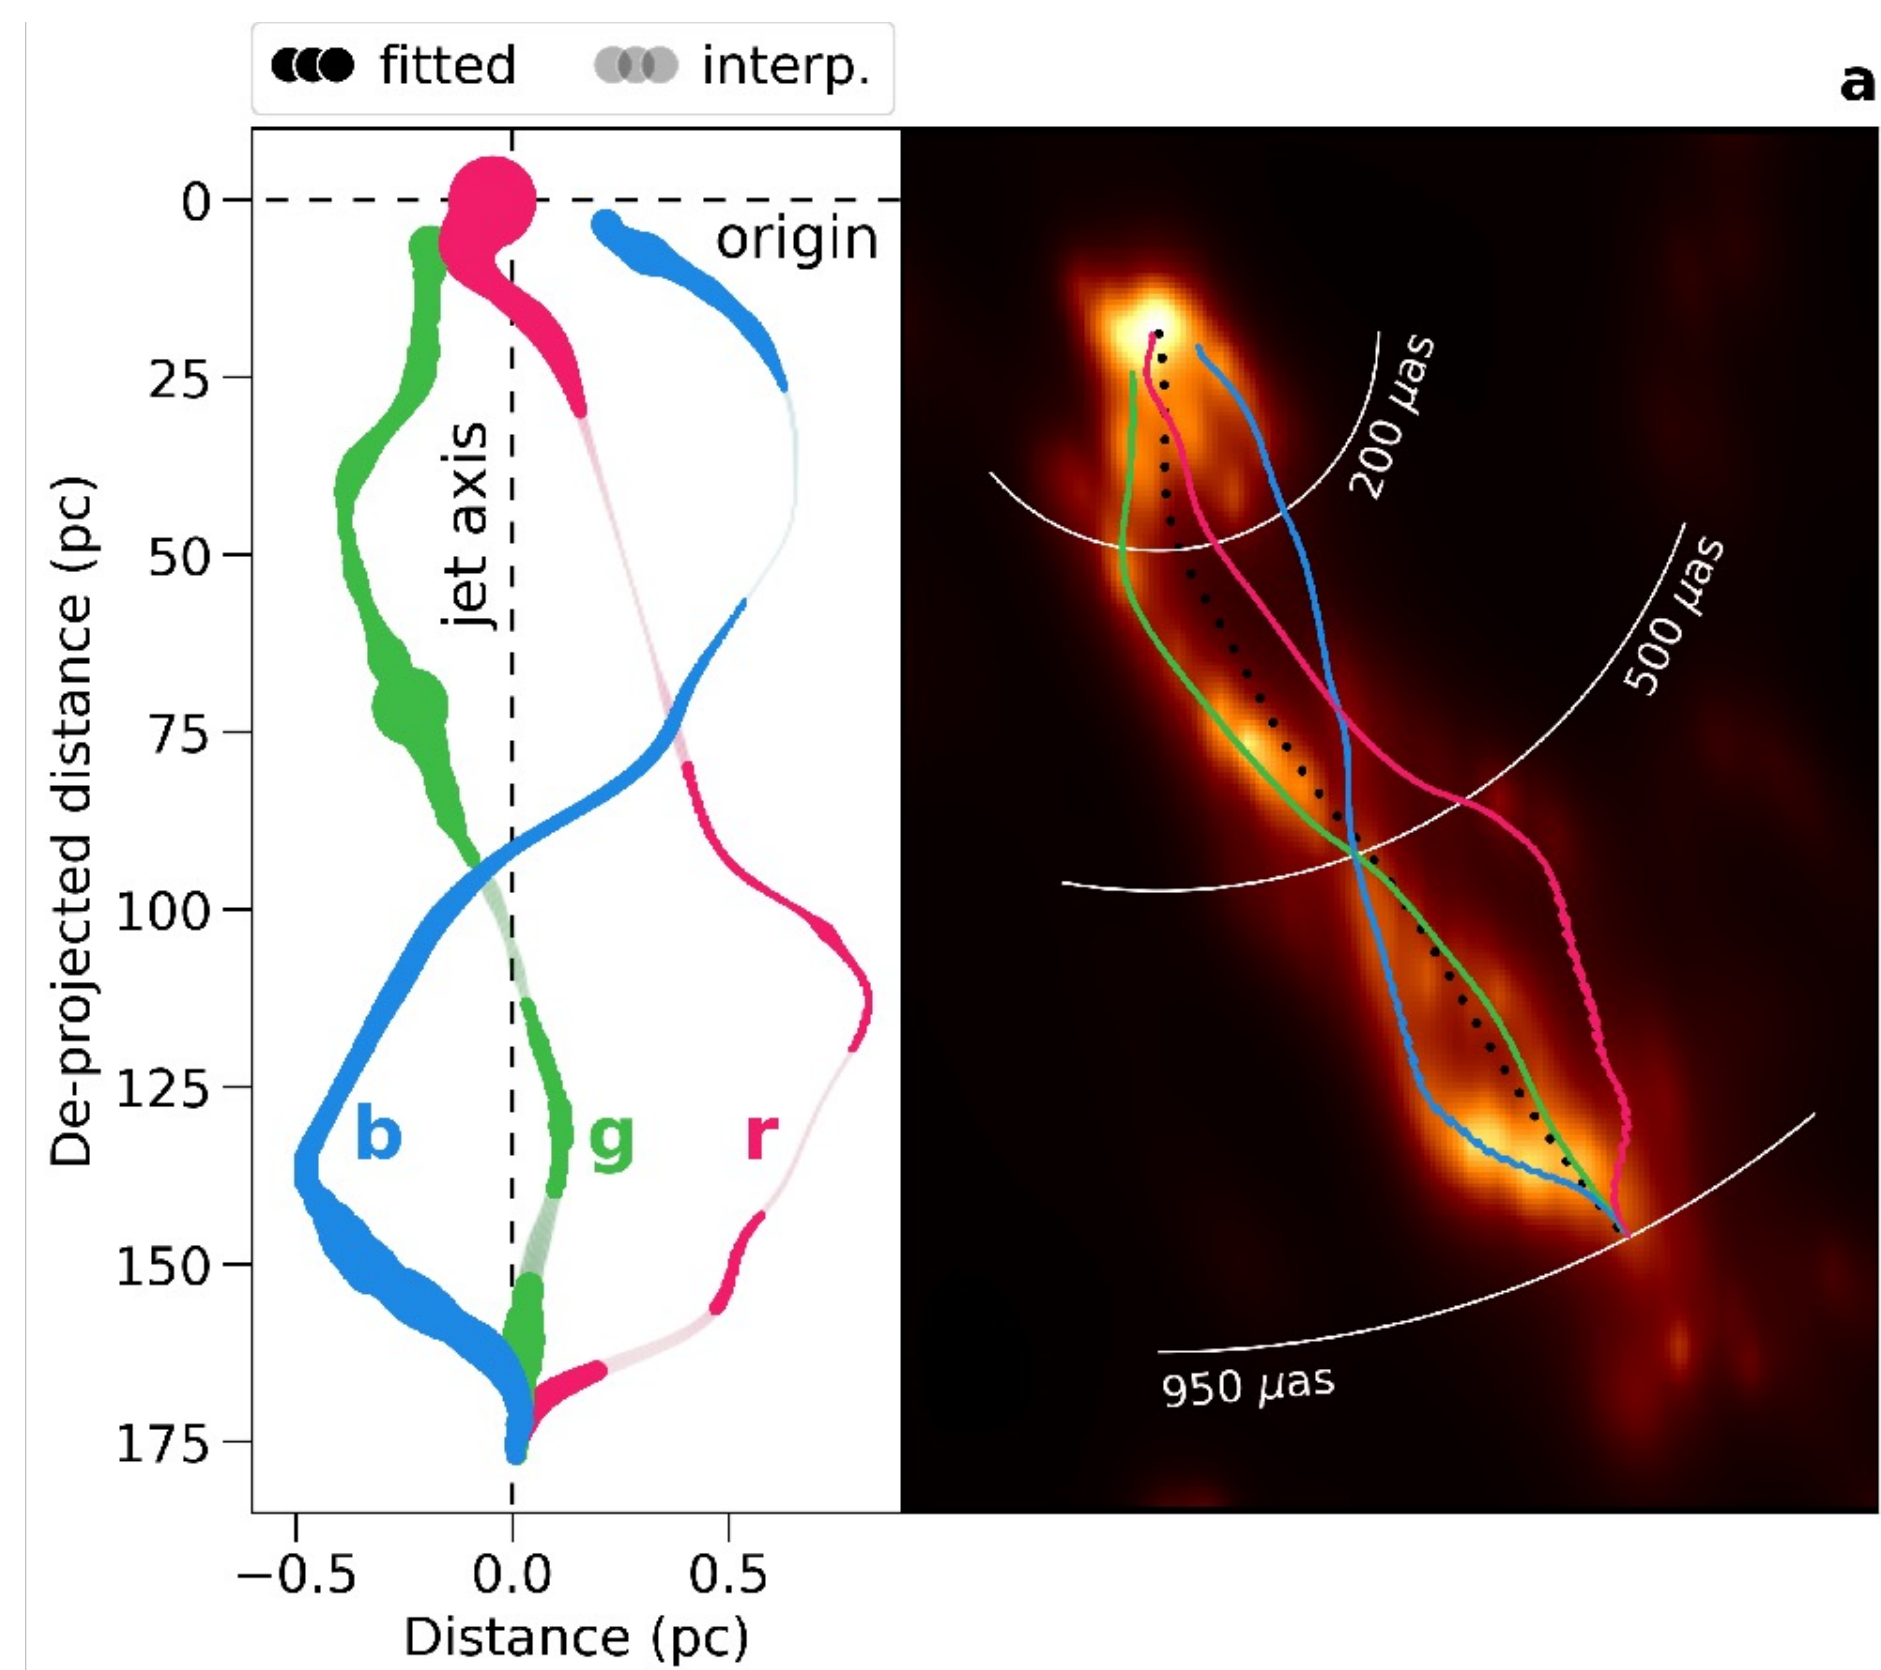 fitted interp.
a
0
25
50
75
100
125
150
175
De-projected distance (pc)
origin
jet axis
b g r
−0.5 0.0 0.5
Distance (pc)
200 μas
500 μas
950 μas